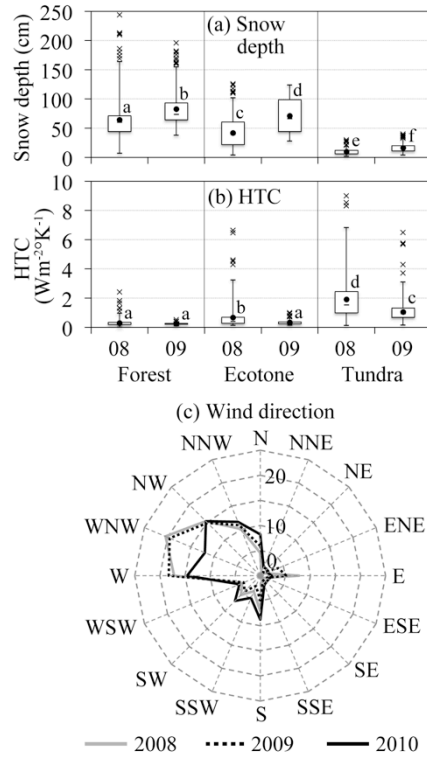 (a) Snow
depth
Snow depth (cm)
250
200
150
100
50
0
a
b
c
d
e
f
(b) HTC
HTC
(Wm-2°K-1)
10
8
6
4
2
0
a
a
b
a
d
c
08
09
08
09
08
09
Forest
Ecotone
Tundra
(c) Wind direction
N
NNE
NE
ENE
E
ESE
SE
SSE
S
SSW
SW
WSW
W
WNW
NW
NNW
20
10
0
2008
2009
2010